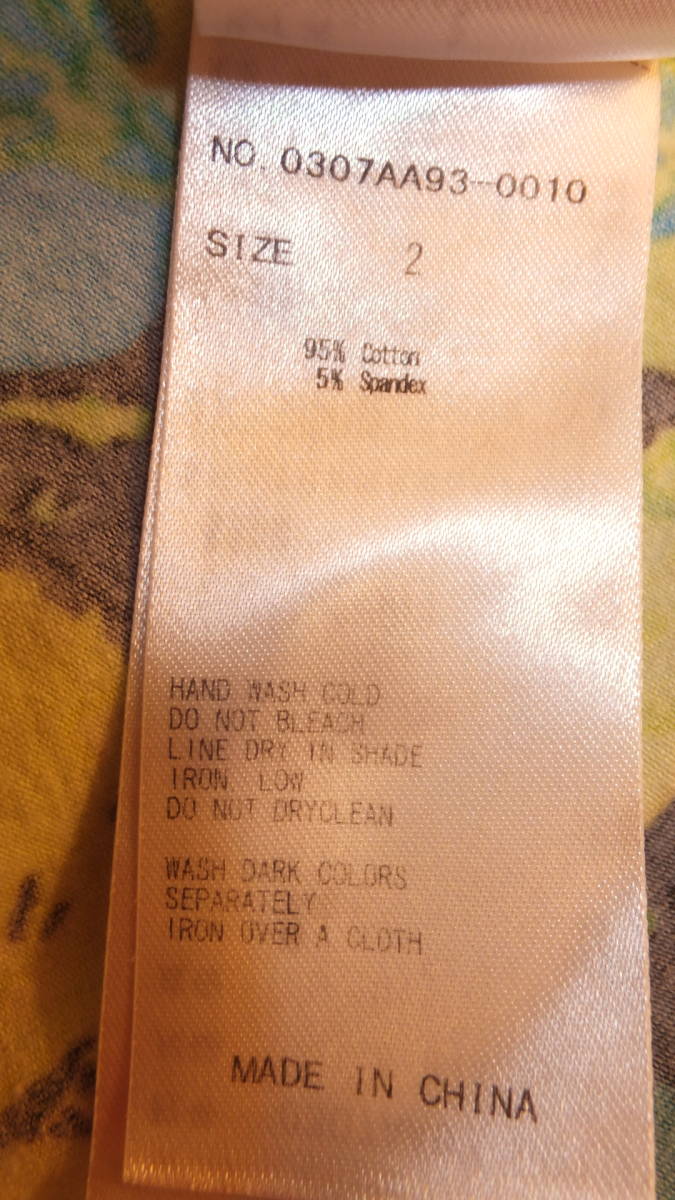 NO. 0307AA93-0010
SIZE 2
95% Cotton
5% Spandex
HAND WASH COLD
DO NOT BLEACH
LINE DRY IN SHADE
IRON LOW
DO NOT DRYCLEAN
WASH DARK COLORS
SEPARATELY
IRON OVER A CLOTH
MADE IN CHINA